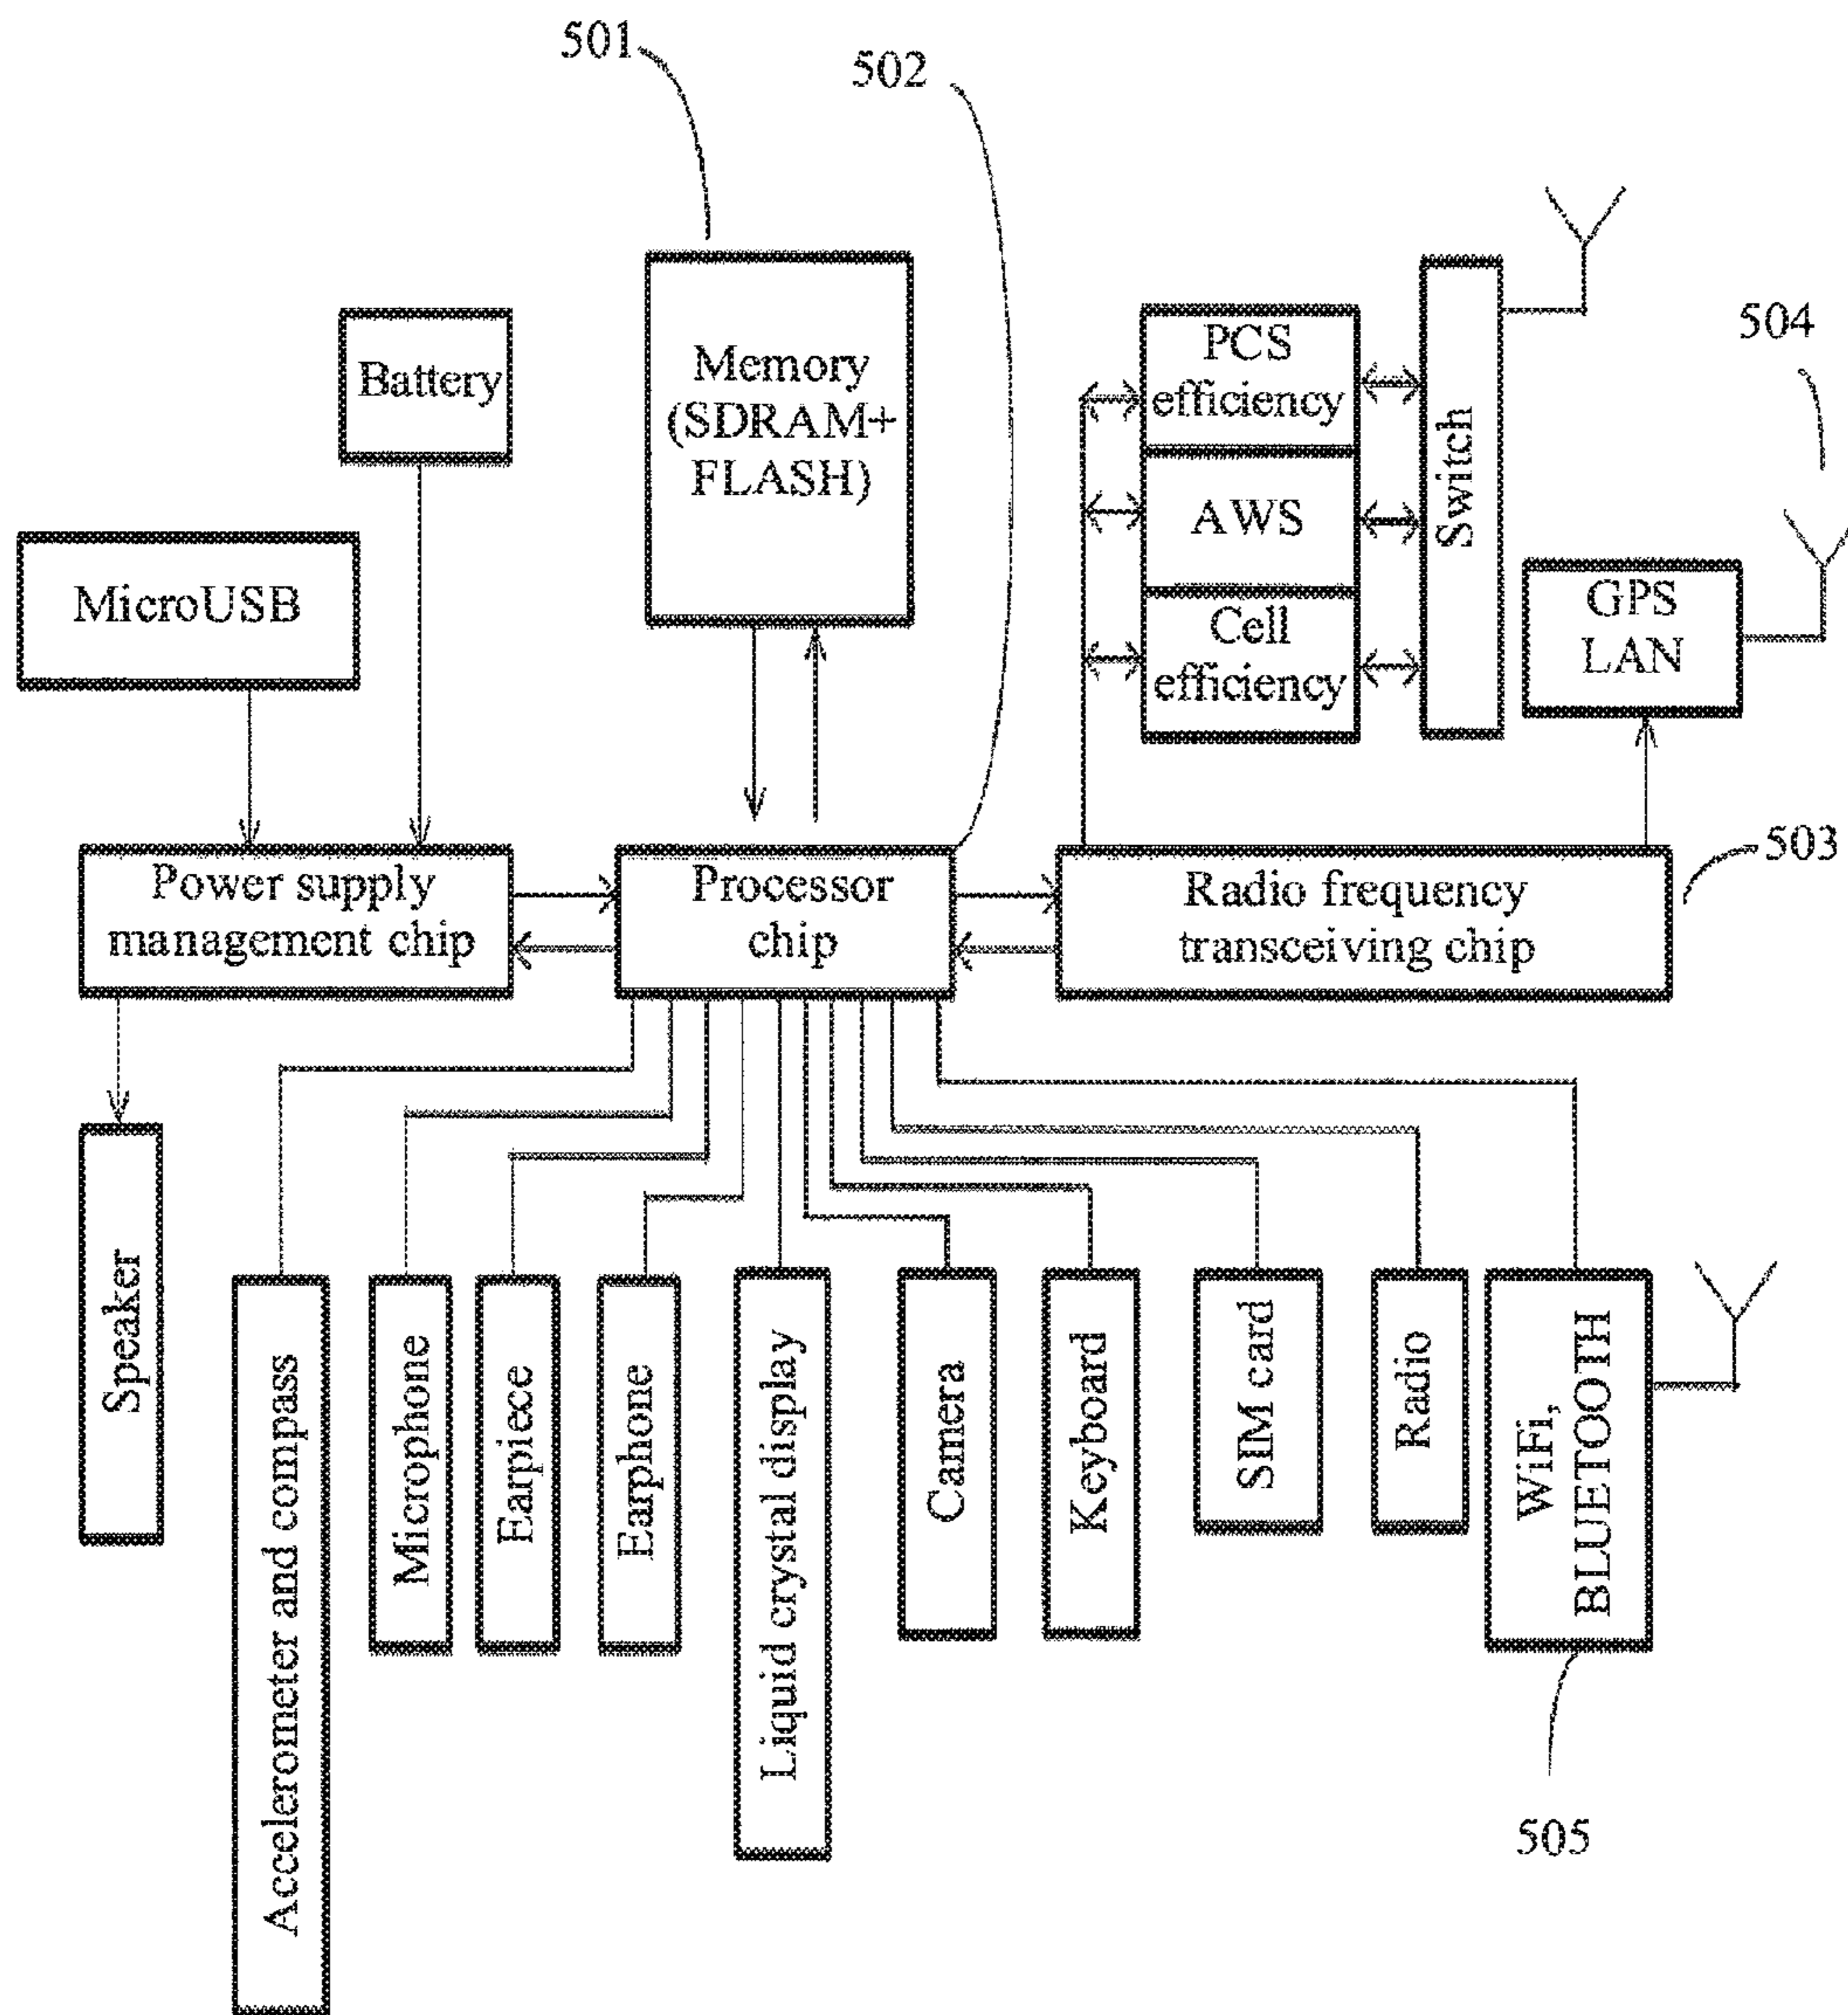 501
502
504
Battery
Memory
(SDRAM+
FLASH)
PCS
efficiency
AWS
Cell
efficiency
Switch
MicroUSB
GPS
LAN
503
Power supply
management chip
Processor
chip
Radio frequency
transceiving chip
Speaker
Accelerometer and compass
Microphone
Earpiece
Earphone
Liquid crystal display
Camera
Keyboard
SIM card
Radio
WiFi,
BLUETOOTH
505